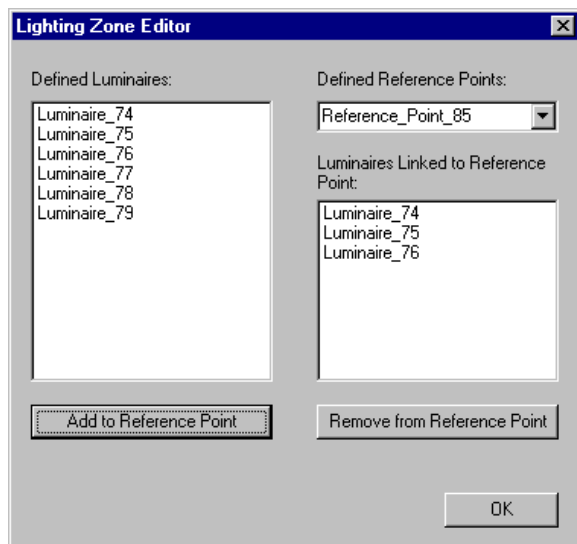 Lighting Zone Editor
Defined Luminaires:
Luminaire_74
Luminaire_75
Luminaire_76
Luminaire_77
Luminaire_78
Luminaire_79
Add to Reference Point
Defined Reference Points:
Reference_Point_85
Luminaires Linked to Reference
Point:
Luminaire_74
Luminaire_75
Luminaire_76
Remove from Reference Point
OK